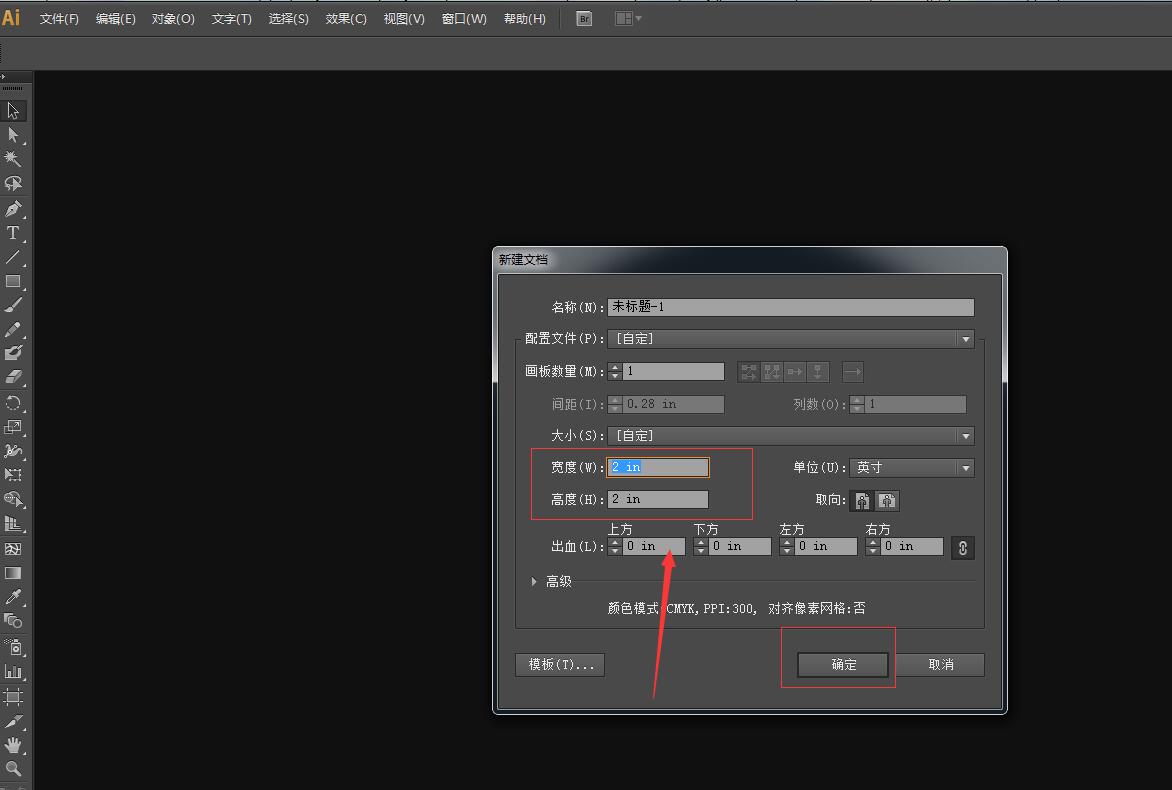 Ai 文件(F) 编辑(E) 对象(O) 文字(T) 选择(S) 效果(C) 视图(V) 窗口(W) 帮助(H) Br
新建文档
名称(N): 未标题-1
配置文件(P): [自定]
画板数量(M): 1
间距(I): 0.28 in 列数(O): 1
大小(S): [自定]
宽度(W): 2 in 单位(U): 英寸
高度(H): 2 in 取向:
上方 下方 左方 右方
出血(L): 0 in 0 in 0 in 0 in
高级
颜色模式:CMYK, PPI:300, 对齐像素网格:否
模板(T)... 确定 取消